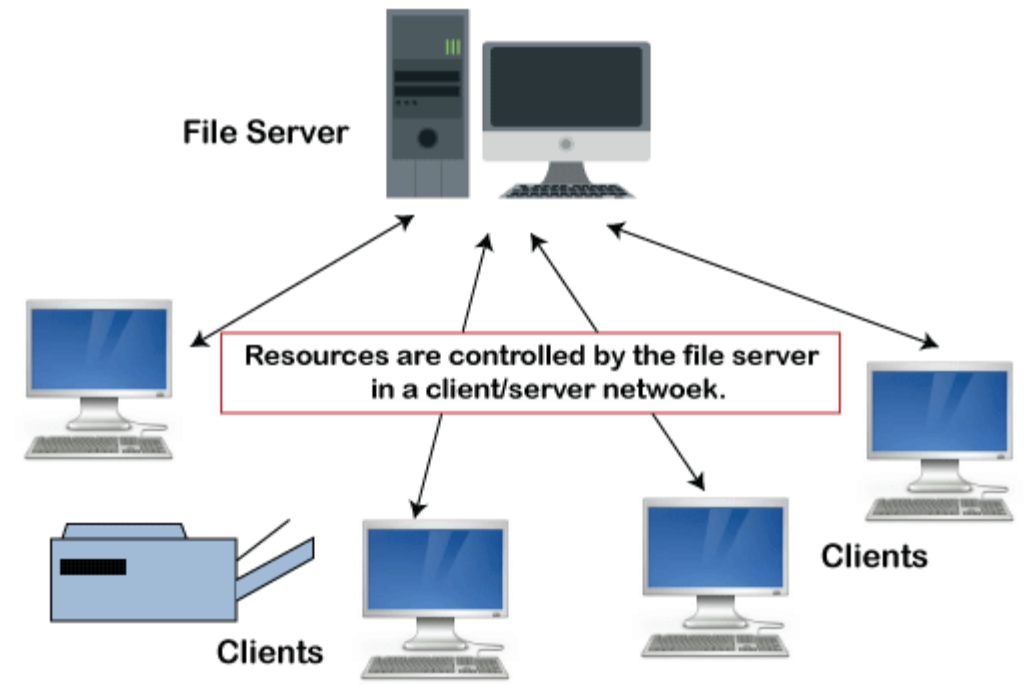 File Server
Resources are controlled by the file server
in a client/server netwoek.
Clients
Clients